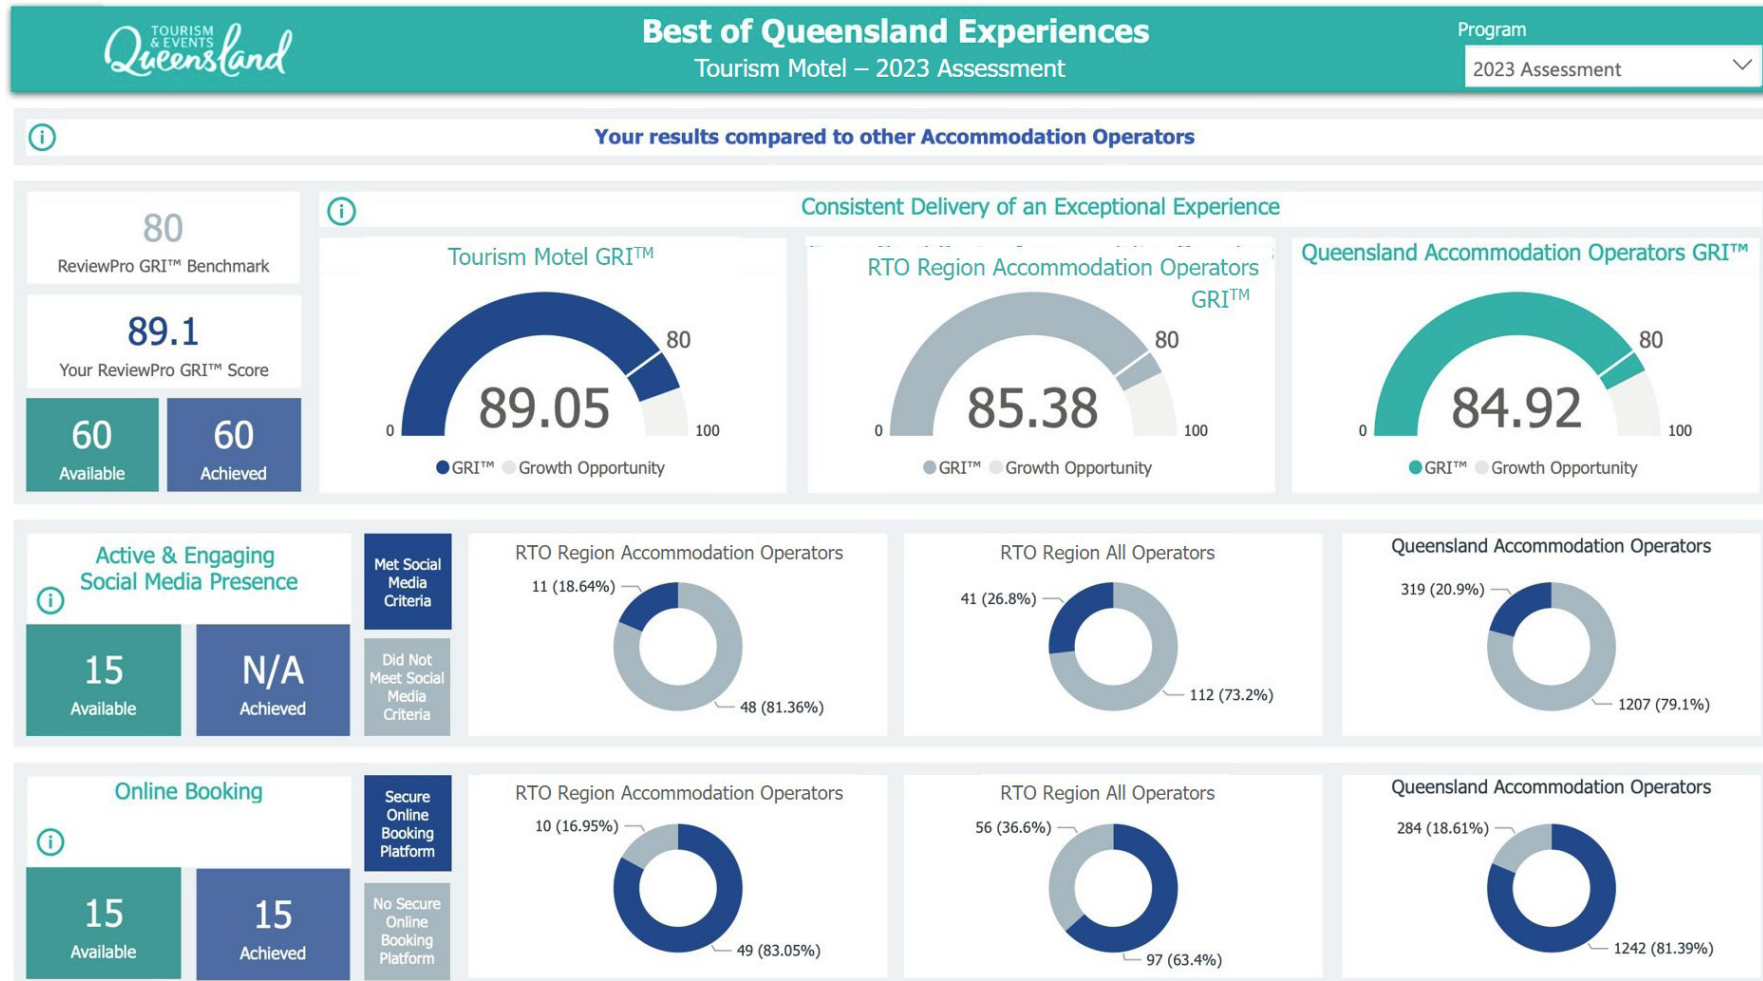 TOURISM
& EVENTS
Queensland
Best of Queensland Experiences
Tourism Motel – 2023 Assessment
Program
2023 Assessment
Your results compared to other Accommodation Operators
80
ReviewPro GRI™ Benchmark
89.1
Your ReviewPro GRI™ Score
60
Available
60
Achieved
Consistent Delivery of an Exceptional Experience
Tourism Motel GRI™
80
89.05
0
100
GRI™ Growth Opportunity
RTO Region Accommodation Operators
GRI™
80
85.38
0
100
GRI™ Growth Opportunity
Queensland Accommodation Operators GRI™
80
84.92
0
100
GRI™ Growth Opportunity
Active & Engaging
Social Media Presence
15
Available
N/A
Achieved
Met Social
Media
Criteria
Did Not
Meet Social
Media
Criteria
RTO Region Accommodation Operators
11 (18.64%)
48 (81.36%)
RTO Region All Operators
41 (26.8%)
112 (73.2%)
Queensland Accommodation Operators
319 (20.9%)
1207 (79.1%)
Online Booking
15
Available
15
Achieved
Secure
Online
Booking
Platform
No Secure
Online
Booking
Platform
RTO Region Accommodation Operators
10 (16.95%)
49 (83.05%)
RTO Region All Operators
56 (36.6%)
97 (63.4%)
Queensland Accommodation Operators
284 (18.61%)
1242 (81.39%)